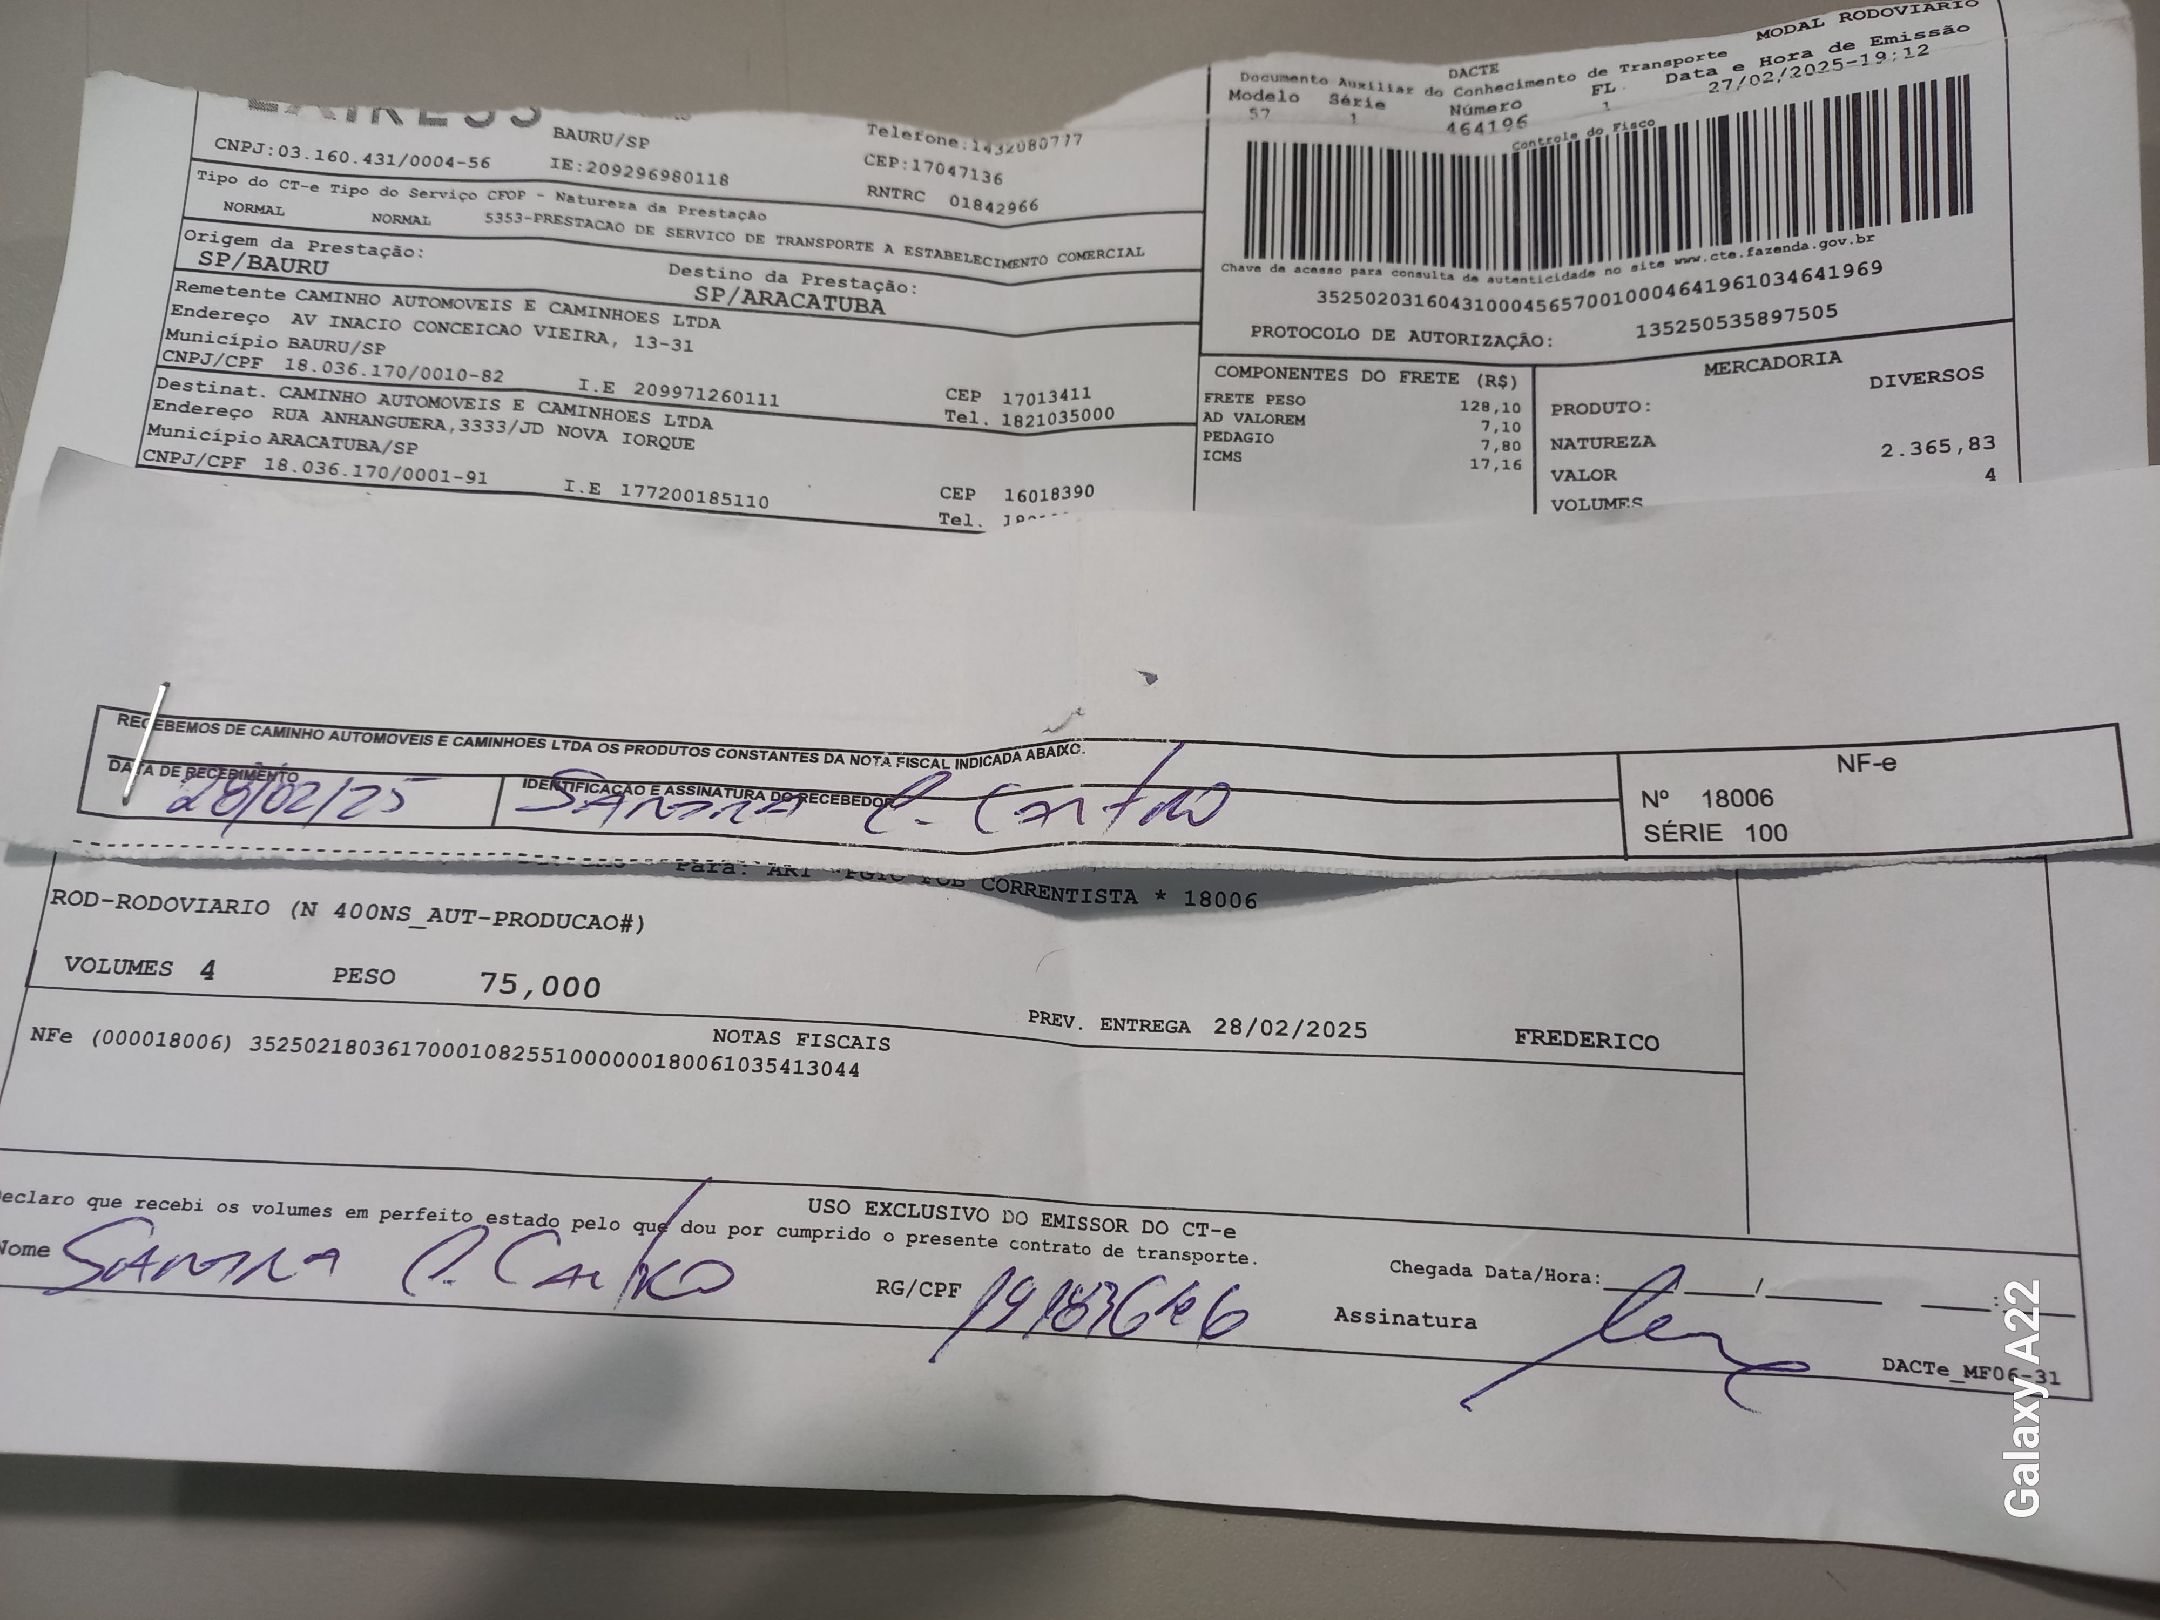 MODAL RODOVIARIO
DACTE
Documento Auxiliar do Conhecimento de Transporte
Data e Hora de Emissão
Modelo Série Número FL. 27/02/2025-19:12
57 1 464196 1
Controle do Fisco
BAURU/SP Telefone:1432080777
CNPJ:03.160.431/0004-56 IE:209296980118 CEP:17047136
RNTRC 01842966
Tipo do CT-e Tipo do Serviço CFOP - Natureza da Prestação
NORMAL NORMAL 5353-PRESTACAO DE SERVICO DE TRANSPORTE A ESTABELECIMENTO COMERCIAL
Origem da Prestação: Destino da Prestação:
SP/BAURU SP/ARACATUBA
Chave de acesso para consulta de autenticidade no site www.cte.fazenda.gov.br
35250203160431000456570010004641961034641969
PROTOCOLO DE AUTORIZAÇÃO: 135250535897505
Remetente CAMINHO AUTOMOVEIS E CAMINHOES LTDA
Endereço AV INACIO CONCEICAO VIEIRA, 13-31
Município BAURU/SP CEP 17013411
CNPJ/CPF 18.036.170/0010-82 I.E 209971260111 Tel. 1821035000
Destinat. CAMINHO AUTOMOVEIS E CAMINHOES LTDA
Endereço RUA ANHANGUERA,3333/JD NOVA IORQUE
Município ARACATUBA/SP CEP 16018390
CNPJ/CPF 18.036.170/0001-91 I.E 177200185110 Tel.
COMPONENTES DO FRETE (R$)
FRETE PESO 128,10
AD VALOREM 7,10
PEDAGIO 7,80
ICMS 17,16
MERCADORIA
PRODUTO: DIVERSOS
NATUREZA
VALOR 2.365,83
VOLUMES 4
RECEBEMOS DE CAMINHO AUTOMOVEIS E CAMINHOES LTDA OS PRODUTOS CONSTANTES DA NOTA FISCAL INDICADA ABAIXO.
DATA DE RECEBIMENTO IDENTIFICAÇÃO E ASSINATURA DO RECEBEDOR
28/02/25 SANDRA C. Castro
NF-e
Nº 18006
SÉRIE 100
Para: CORRENTISTA * 18006
ROD-RODOVIARIO (N 400NS_AUT-PRODUCAO#)
VOLUMES 4 PESO 75,000
PREV. ENTREGA 28/02/2025 FREDERICO
NOTAS FISCAIS
NFe (000018006) 35250218036170001082551000000180061035413044
USO EXCLUSIVO DO EMISSOR DO CT-e
eclaro que recebi os volumes em perfeito estado pelo que dou por cumprido o presente contrato de transporte.
Nome SANDRA C. Castro RG/CPF Chegada Data/Hora: / :
Assinatura
DACTe_MF06-31
Galaxy A22